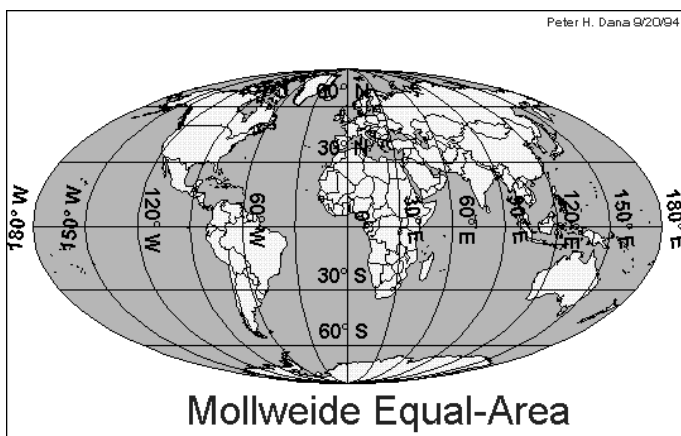 Peter H. Dana 9/20/94
60° N
30° N
180° W
150° W
120° W
60° W
0°
30° E
60° E
90° E
120° E
150° E
180° E
30° S
60° S
Mollweide Equal-Area